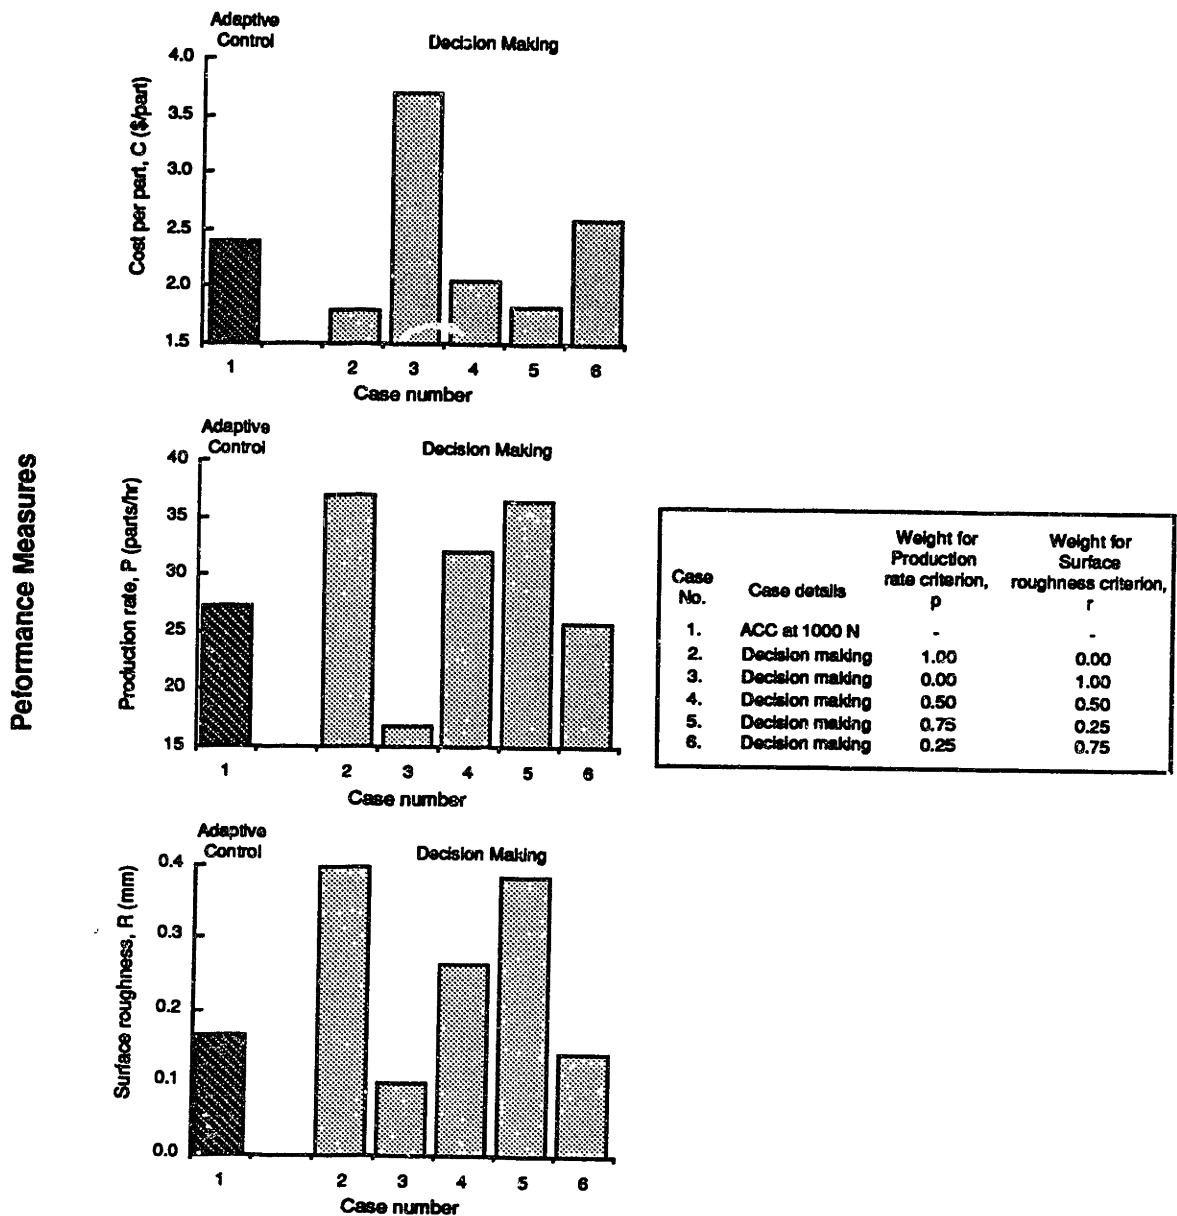 Peformance Measures
Adaptive
Control
Decision Making
Cost per part, C ($/part)
4.0
3.5
3.0
2.5
2.0
1.5
1 2 3 4 5 6
Case number
Adaptive
Control
Decision Making
Production rate, P (parts/hr)
40
35
30
25
20
15
1 2 3 4 5 6
Case number
Adaptive
Control
Decision Making
Surface roughness, R (mm)
0.4
0.3
0.2
0.1
0.0
1 2 3 4 5 6
Case number
Case
No.
Case details
Weight for
Production
rate criterion,
p
Weight for
Surface
roughness criterion,
r
1. ACC at 1000 N - -
2. Decision making 1.00 0.00
3. Decision making 0.00 1.00
4. Decision making 0.50 0.50
5. Decision making 0.75 0.25
6. Decision making 0.25 0.75